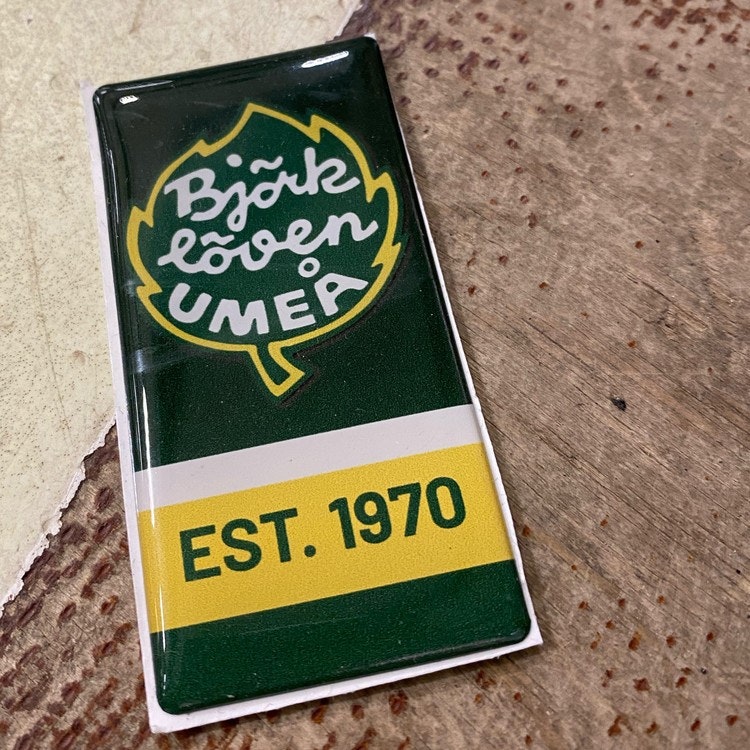 Björk
löven
UMEÅ
EST. 1970